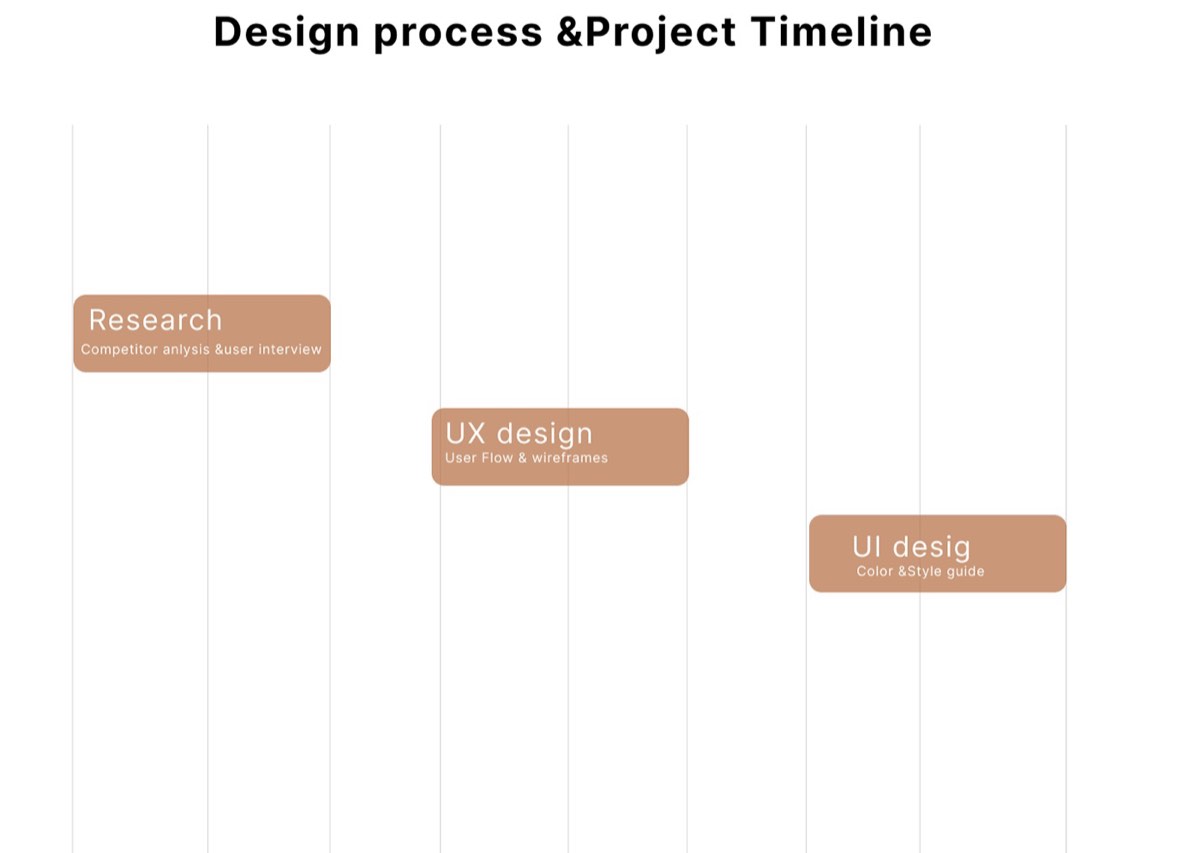 Design process &Project Timeline
Research
Competitor anlysis &user interview
UX design
User Flow & wireframes
UI desig
Color &Style guide